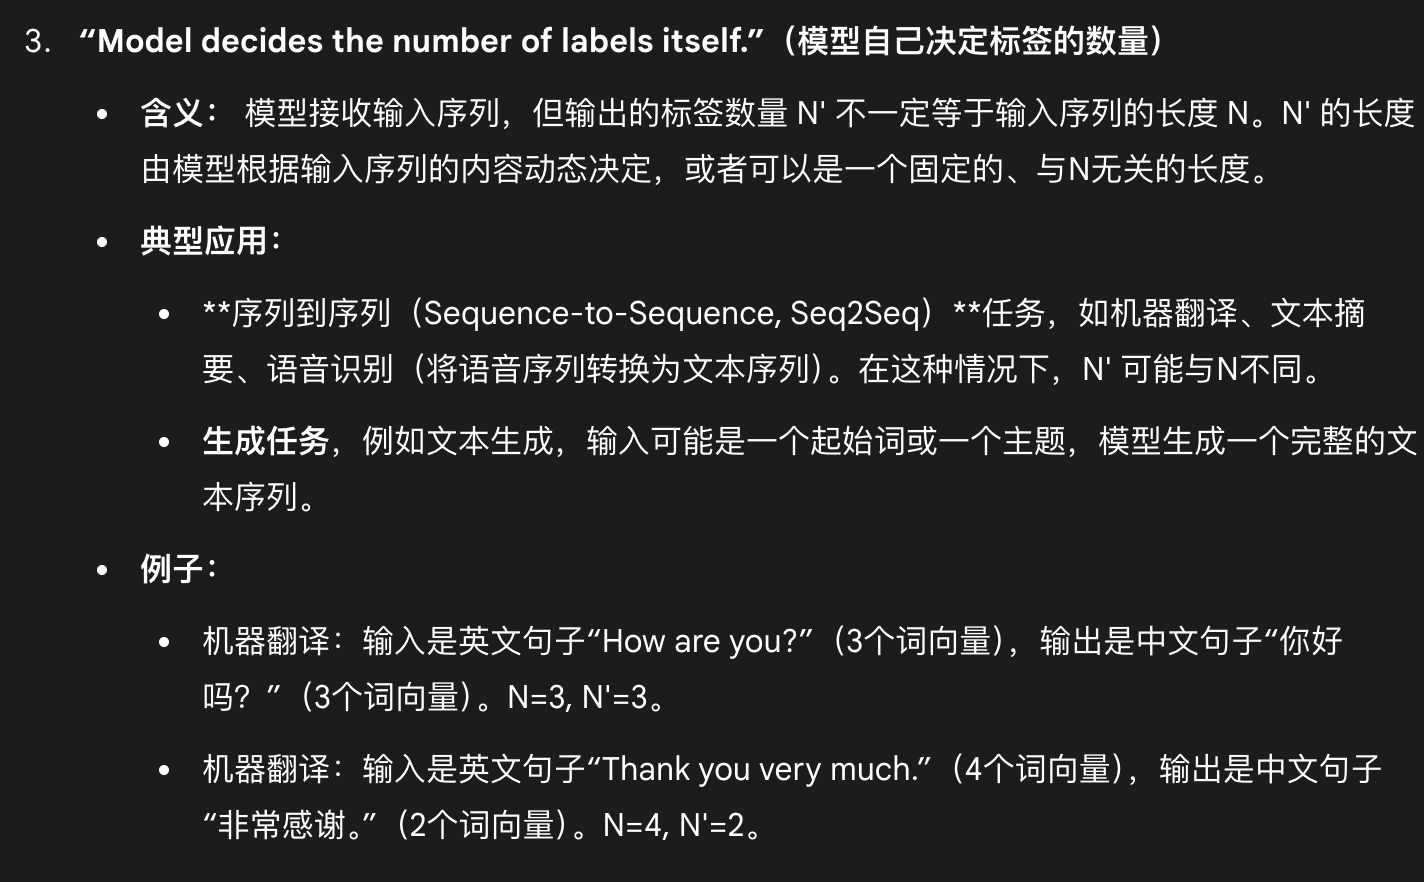 3. “Model decides the number of labels itself.”（模型自己决定标签的数量）
• 含义： 模型接收输入序列，但输出的标签数量 N' 不一定等于输入序列的长度 N。N' 的长度
由模型根据输入序列的内容动态决定，或者可以是一个固定的、与N无关的长度。
• 典型应用：
• **序列到序列（Sequence-to-Sequence, Seq2Seq）**任务，如机器翻译、文本摘
要、语音识别（将语音序列转换为文本序列）。在这种情况下，N' 可能与N不同。
• 生成任务，例如文本生成，输入可能是一个起始词或一个主题，模型生成一个完整的文
本序列。
• 例子：
• 机器翻译：输入是英文句子“How are you?”（3个词向量），输出是中文句子“你好
吗？”（3个词向量）。N=3, N'=3。
• 机器翻译：输入是英文句子“Thank you very much.”（4个词向量），输出是中文句子
“非常感谢。”（2个词向量）。N=4, N'=2。